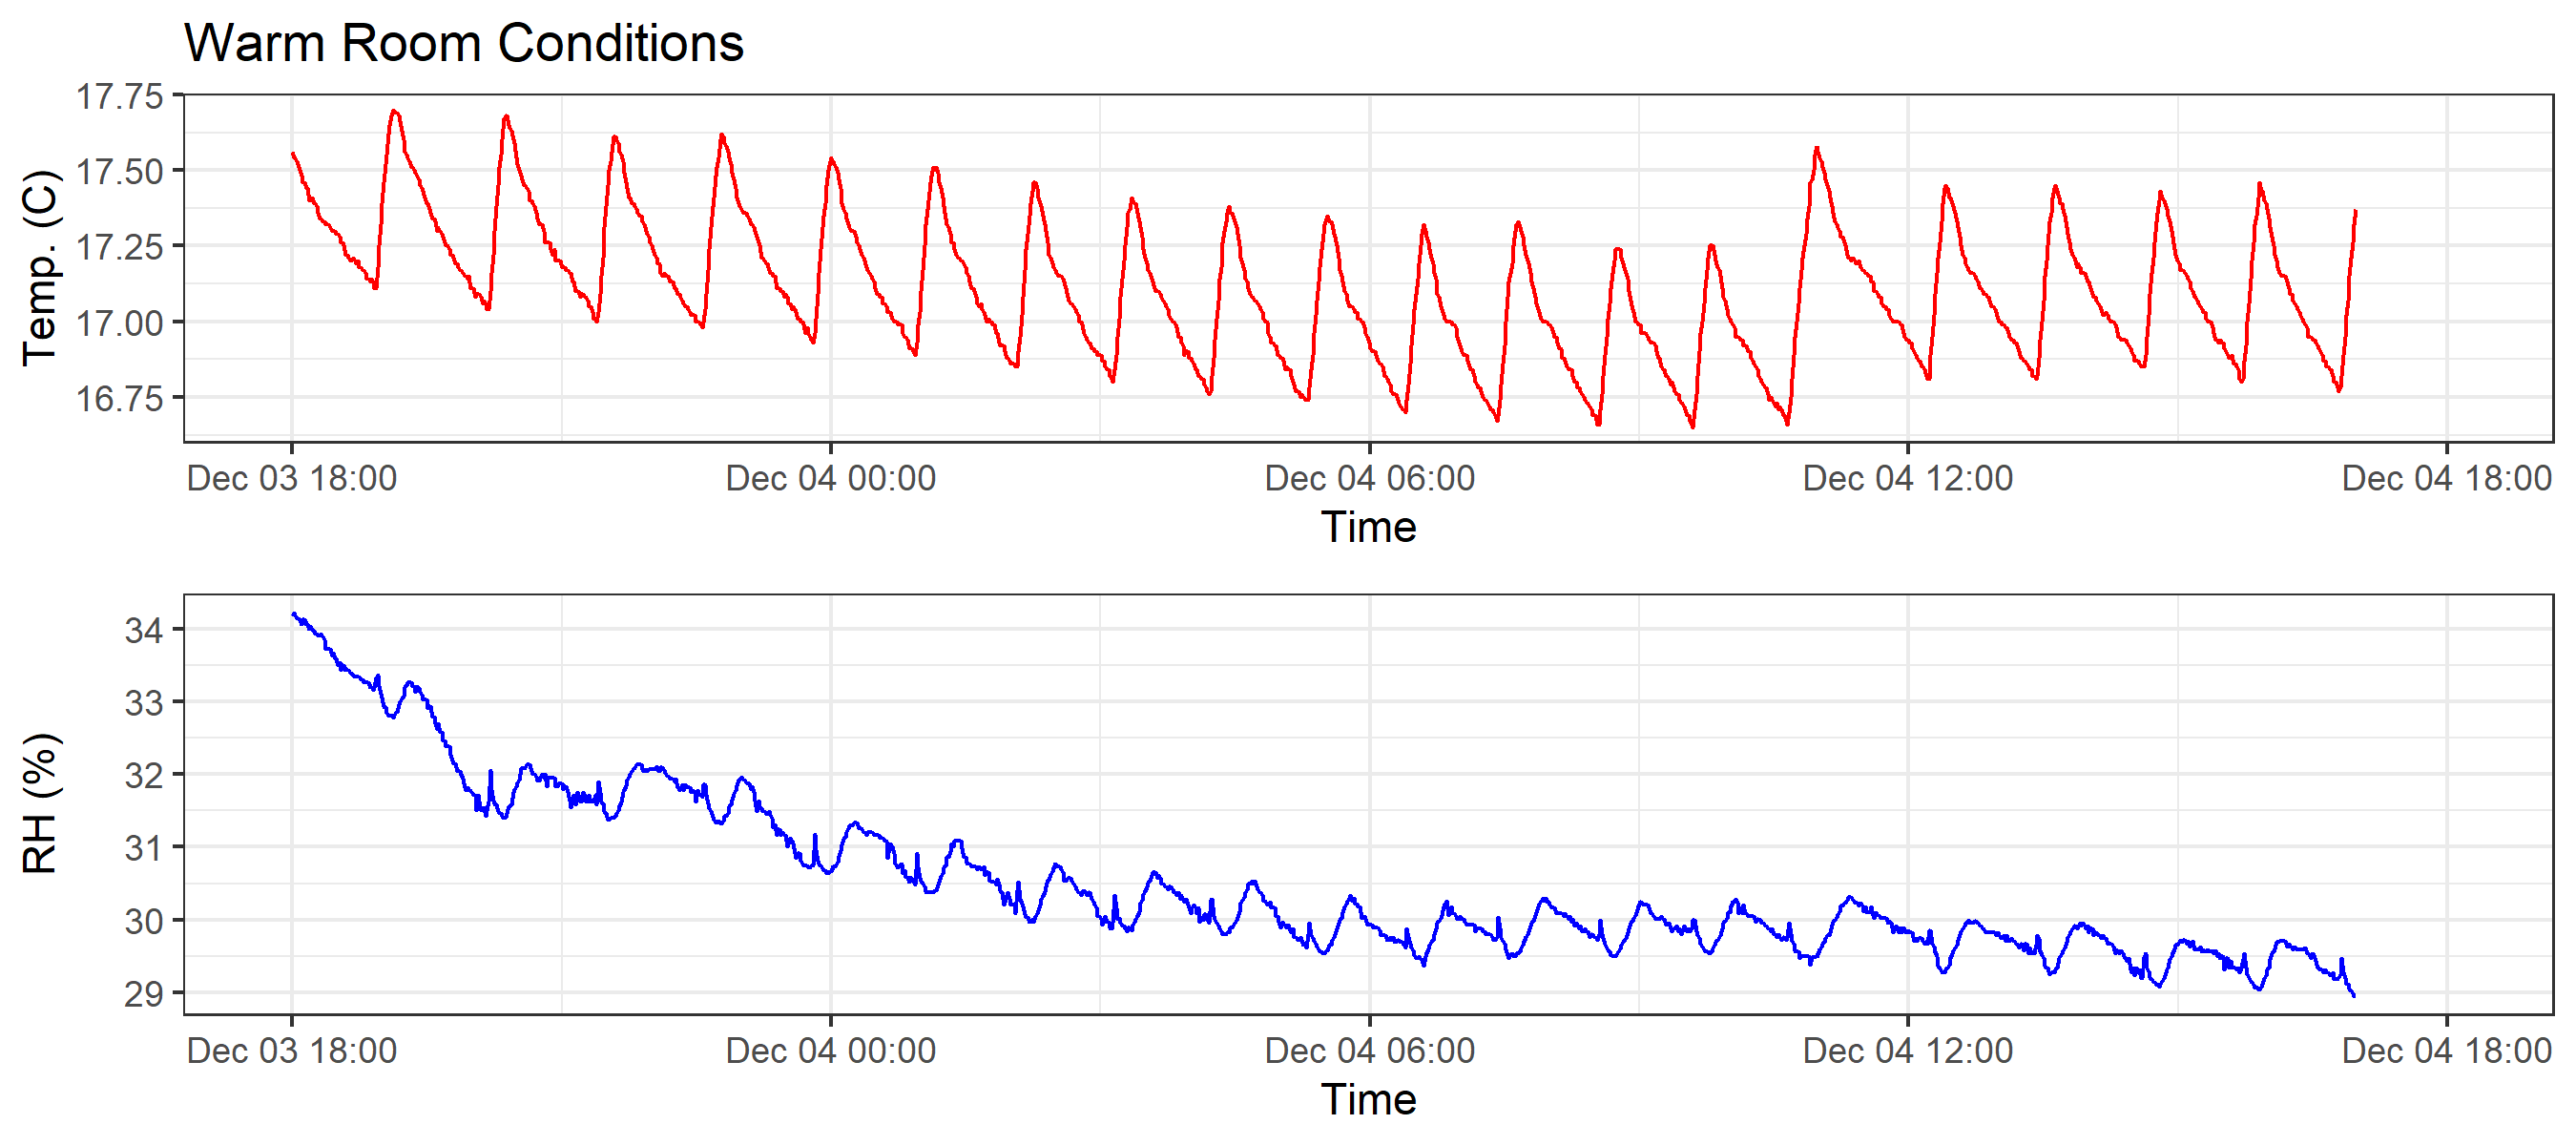 Warm Room Conditions
17.75
17.50
17.25
17.00
16.75
Temp. (C)
Dec 03 18:00 Dec 04 00:00 Dec 04 06:00 Dec 04 12:00 Dec 04 18:00
Time
34
33
32
31
30
29
RH (%)
Dec 03 18:00 Dec 04 00:00 Dec 04 06:00 Dec 04 12:00 Dec 04 18:00
Time